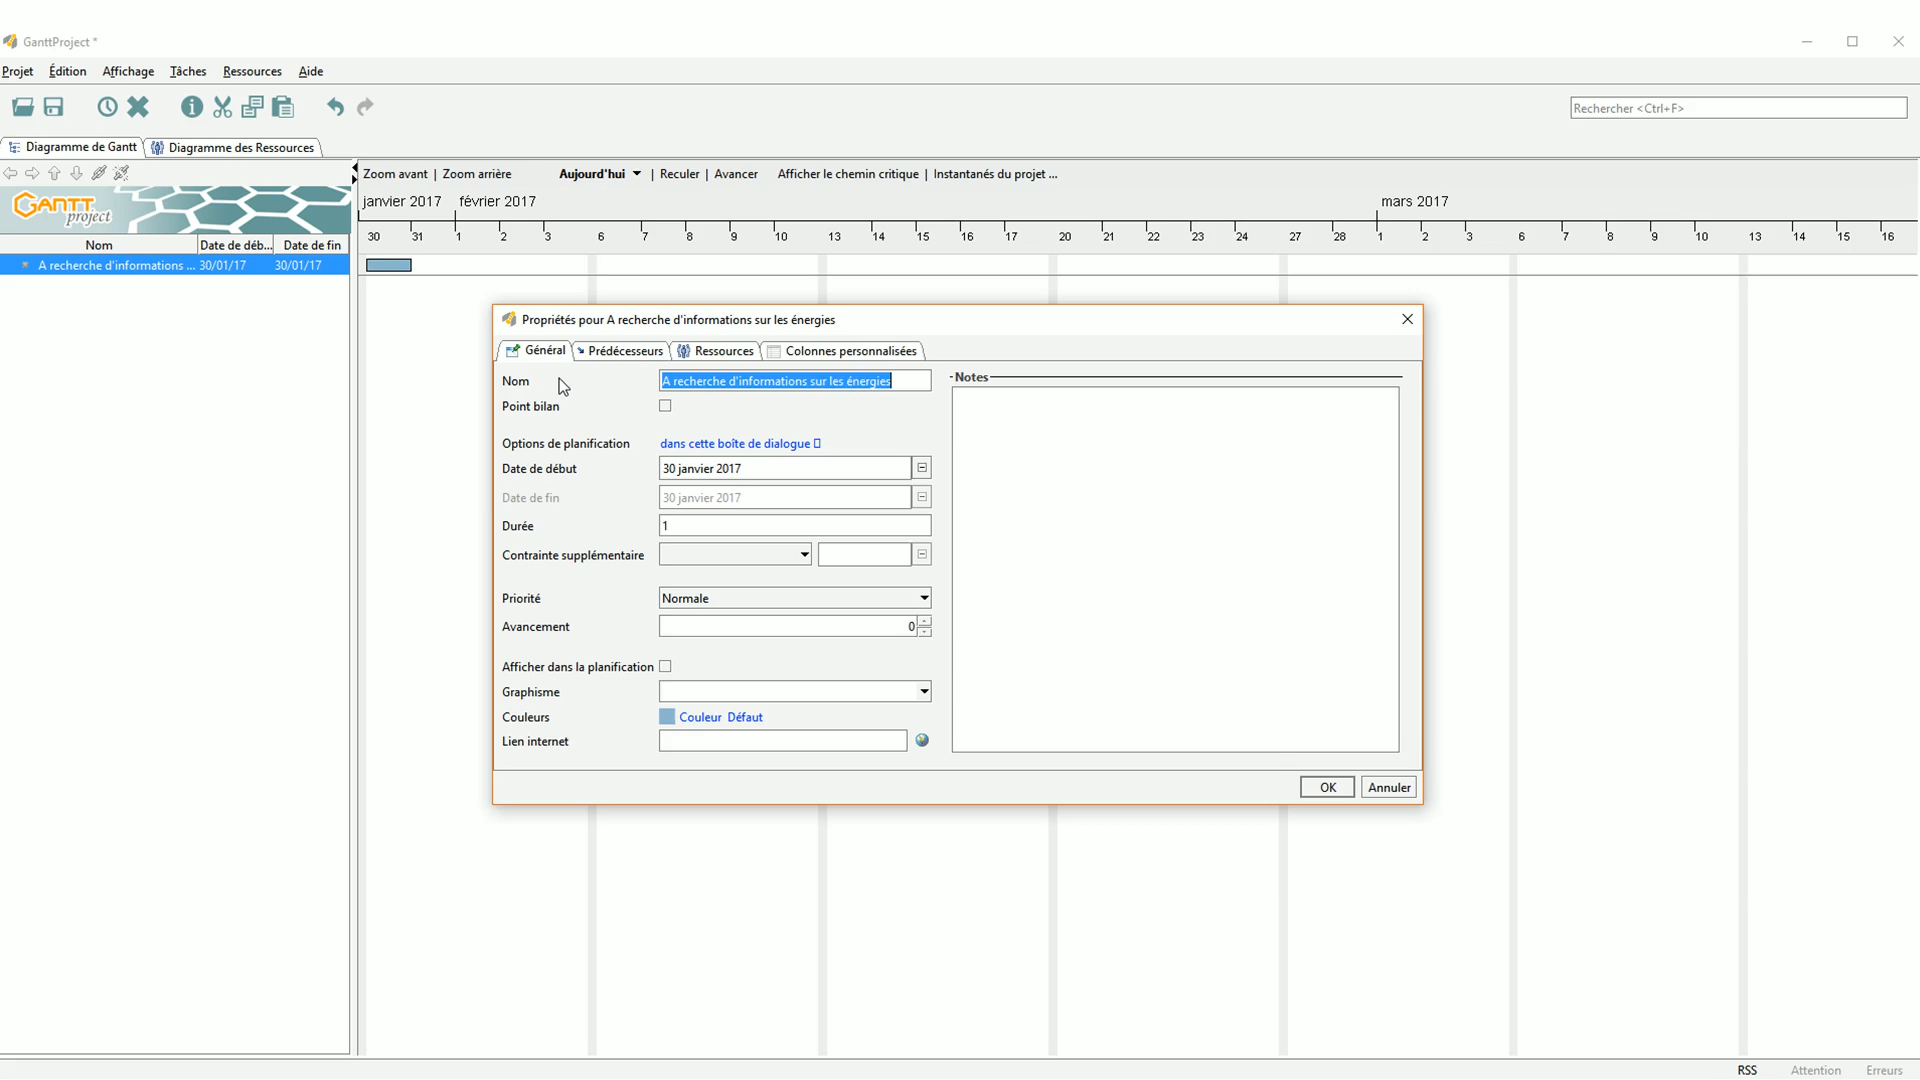 GanttProject *
Projet Édition Affichage Tâches Ressources Aide
Rechercher <Ctrl+F>
Diagramme de Gantt Diagramme des Ressources
Zoom avant | Zoom arrière Aujourd'hui | Reculer | Avancer Afficher le chemin critique | Instantanés du projet ...
GANTT project
janvier 2017 février 2017 mars 2017
30 31 1 2 3 6 7 8 9 10 13 14 15 16 17 20 21 22 23 24 27 28 1 2 3 6 7 8 9 10 13 14 15 16
Nom Date de déb... Date de fin
A recherche d'informations ... 30/01/17 30/01/17
Propriétés pour A recherche d'informations sur les énergies
Général Prédécesseurs Ressources Colonnes personnalisées
Nom A recherche d'informations sur les énergies
Notes
Point bilan
Options de planification dans cette boîte de dialogue
Date de début 30 janvier 2017
Date de fin 30 janvier 2017
Durée 1
Contrainte supplémentaire
Priorité Normale
Avancement 0
Afficher dans la planification
Graphisme
Couleurs Couleur Défaut
Lien internet
OK Annuler
RSS Attention Erreurs